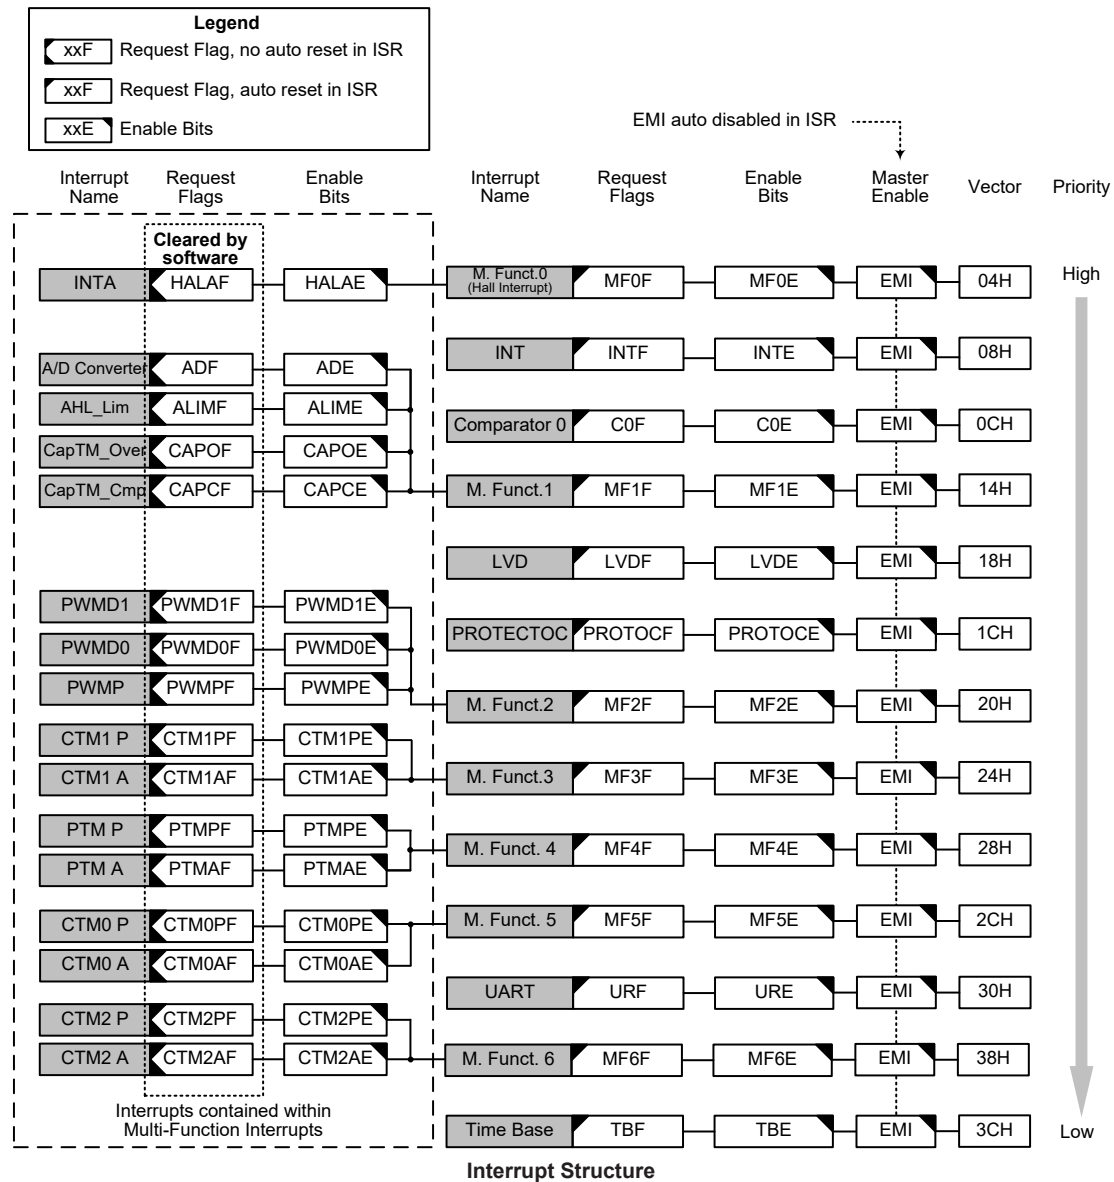 Legend
xxF Request Flag, no auto reset in ISR
xxF Request Flag, auto reset in ISR
xxE Enable Bits
EMI auto disabled in ISR
Interrupt Name
Request Flags
Enable Bits
Interrupt Name
Request Flags
Enable Bits
Master Enable
Vector
Priority
Cleared by
software
INTA HALAF HALAE
M. Funct.0
(Hall Interrupt)
MF0F MF0E EMI 04H
High
INT INTF INTE EMI 08H
A/D Converter ADF ADE
AHL_Lim ALIMF ALIME
Comparator 0 C0F C0E EMI 0CH
CapTM_Over CAPOF CAPOE
CapTM_Cmp CAPCF CAPCE M. Funct.1 MF1F MF1E EMI 14H
LVD LVDF LVDE EMI 18H
PWMD1 PWMD1F PWMD1E
PROTECTOC PROTOCF PROTOCE EMI 1CH
PWMD0 PWMD0F PWMD0E
PWMP PWMPF PWMPE
M. Funct.2 MF2F MF2E EMI 20H
CTM1 P CTM1PF CTM1PE
CTM1 A CTM1AF CTM1AE M. Funct.3 MF3F MF3E EMI 24H
PTM P PTMPF PTMPE
M. Funct. 4 MF4F MF4E EMI 28H
PTM A PTMAF PTMAE
CTM0 P CTM0PF CTM0PE M. Funct. 5 MF5F MF5E EMI 2CH
CTM0 A CTM0AF CTM0AE
UART URF URE EMI 30H
CTM2 P CTM2PF CTM2PE
CTM2 A CTM2AF CTM2AE M. Funct. 6 MF6F MF6E EMI 38H
Interrupts contained within
Multi-Function Interrupts
Time Base TBF TBE EMI 3CH
Low
Interrupt Structure